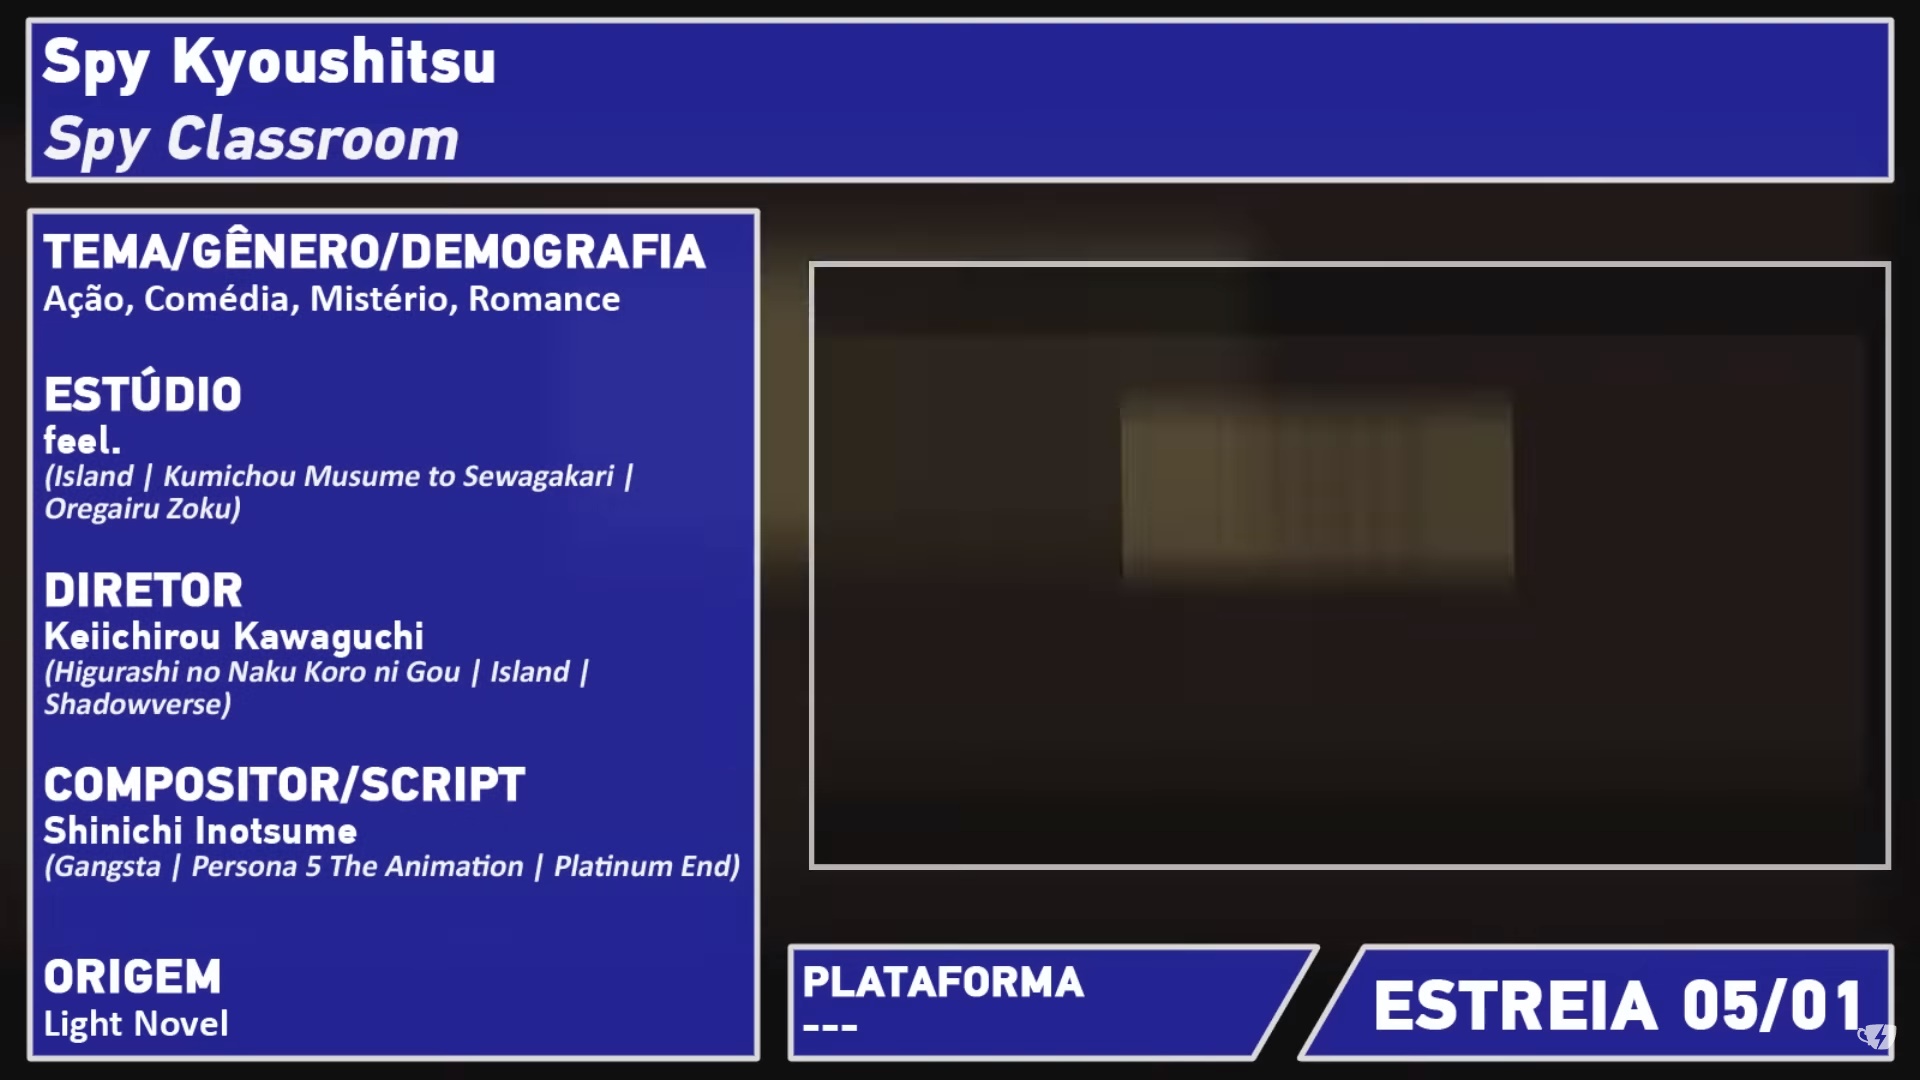 Spy Kyoushitsu
Spy Classroom
TEMA/GÊNERO/DEMOGRAFIA
Ação, Comédia, Mistério, Romance
ESTÚDIO
feel.
(Island | Kumichou Musume to Sewagakari |
Oregairu Zoku)
DIRETOR
Keiichirou Kawaguchi
(Higurashi no Naku Koro ni Gou | Island |
Shadowverse)
COMPOSITOR/SCRIPT
Shinichi Inotsume
(Gangsta | Persona 5 The Animation | Platinum End)
ORIGEM
Light Novel
PLATAFORMA
---
ESTREIA 05/01